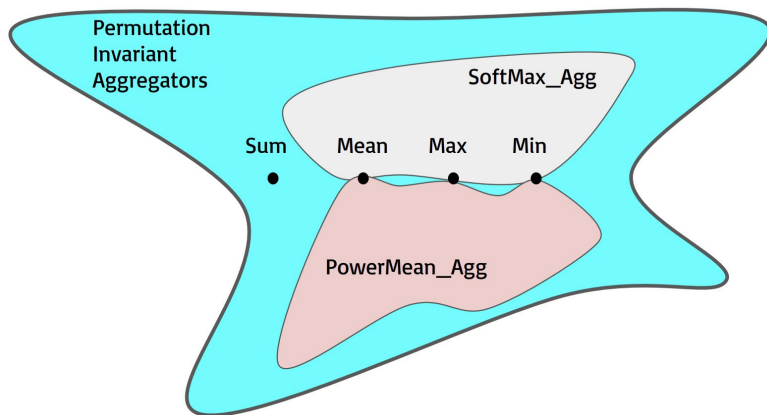 Permutation
Invariant
Aggregators
SoftMax_Agg
Sum Mean Max Min
PowerMean_Agg